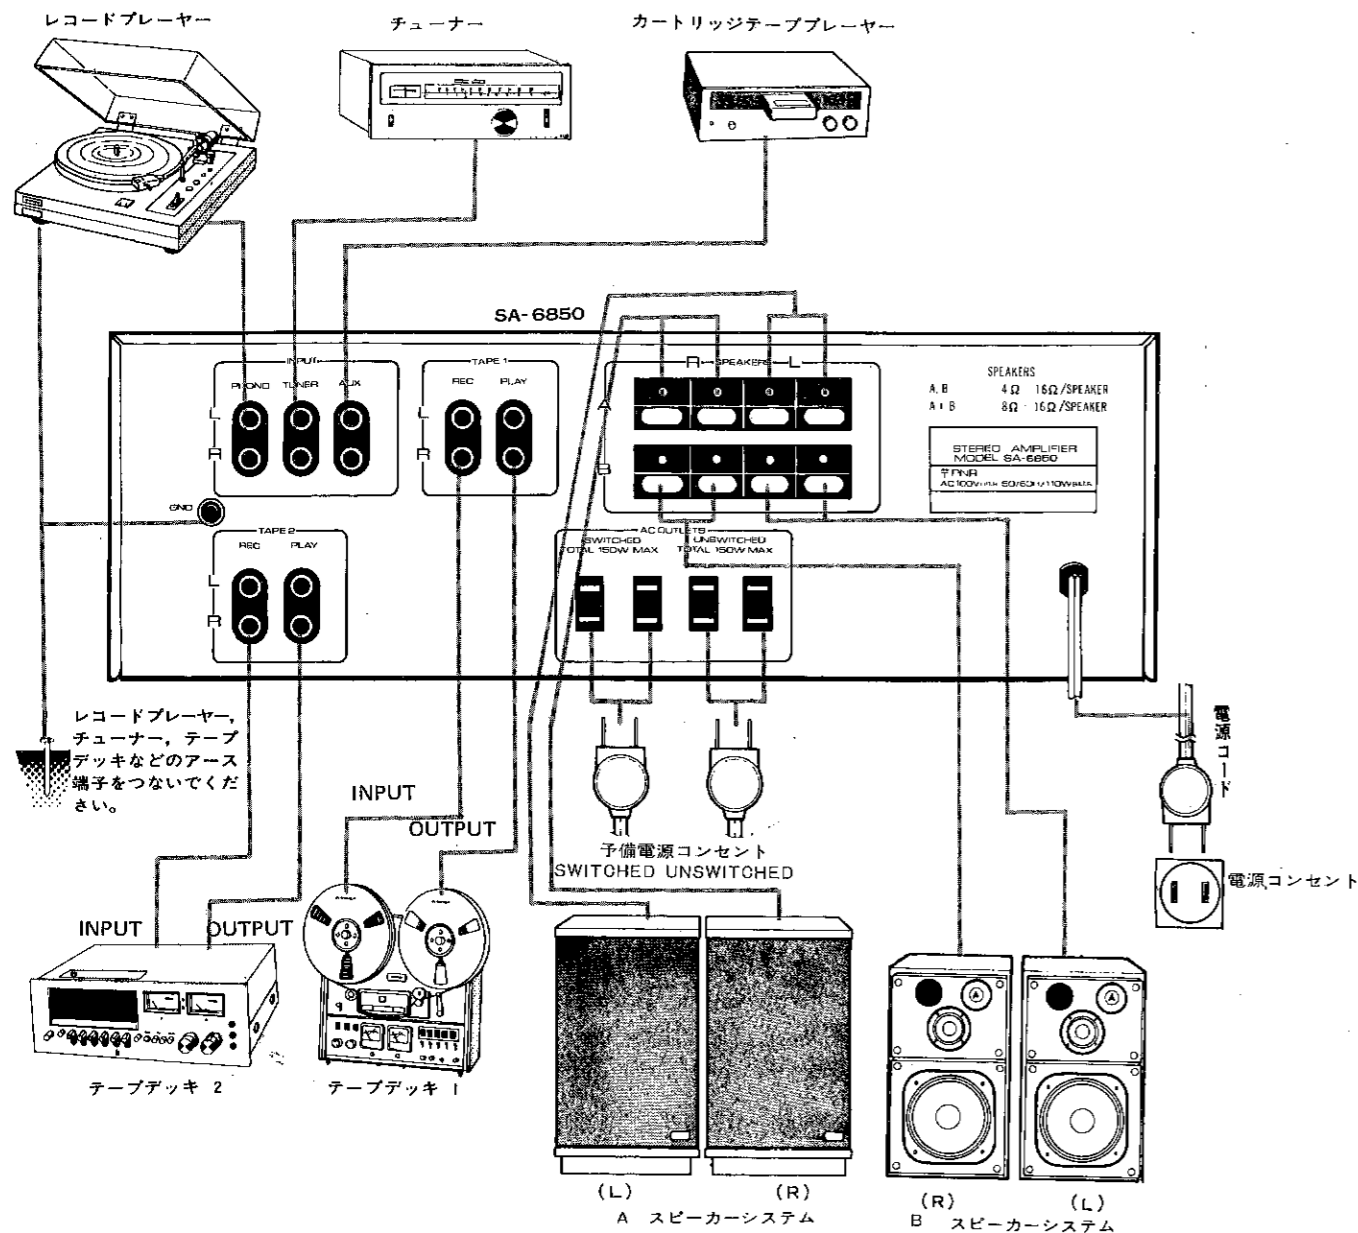 レコードプレーヤー
チューナー
カートリッジテーププレーヤー
SA-6850
INPUT
PHONO TUNER AUX
L
R
TAPE 1
REC PLAY
L
R
R SPEAKERS L
A
B
SPEAKERS
A, B 4Ω 16Ω/SPEAKER
8Ω - 16Ω/SPEAKER
STEREO AMPLIFIER
MODEL SA-6850
GND
TAPE 2
REC PLAY
L
R
AC OUTLETS
SWITCHED UNSWITCHED
TOTAL 150W MAX TOTAL 150W MAX
レコードプレーヤー,
チューナー, テープ
デッキなどのアース
端子をつないでくだ
さい。
INPUT
OUTPUT
予備電源コンセント
SWITCHED UNSWITCHED
電源コード
電源コンセント
INPUT OUTPUT
テープデッキ 2
テープデッキ 1
(L) (R)
A スピーカーシステム
(R) (L)
B スピーカーシステム